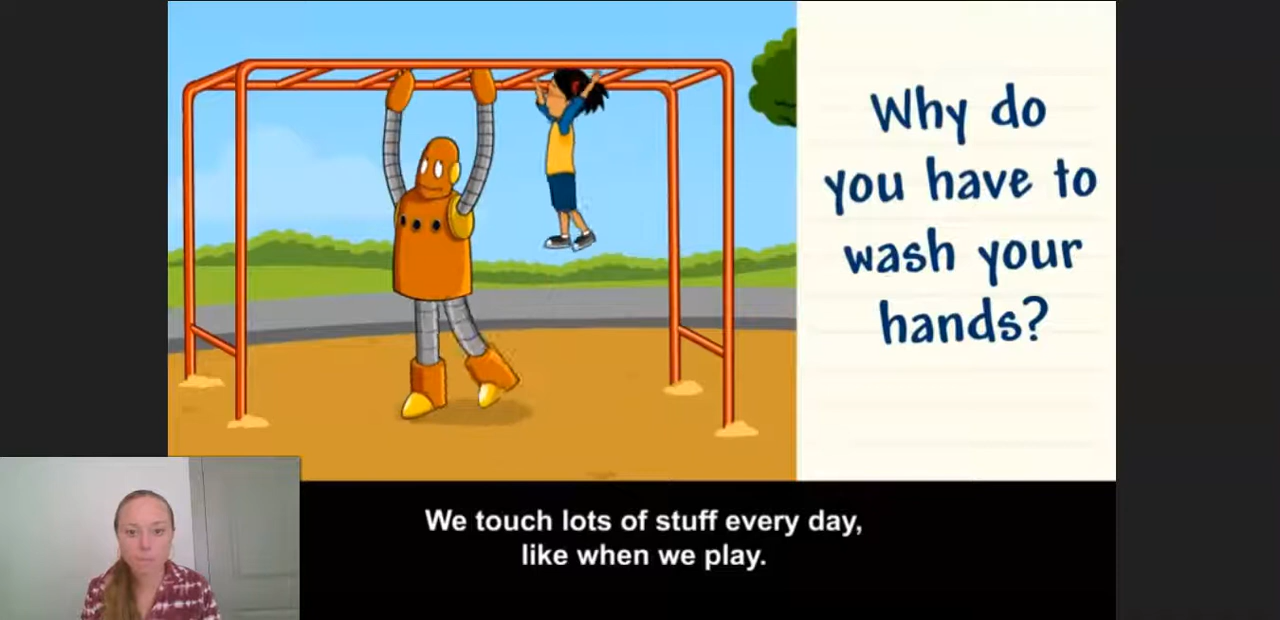 Why do
you have to
wash your
hands?
We touch lots of stuff every day,
like when we play.